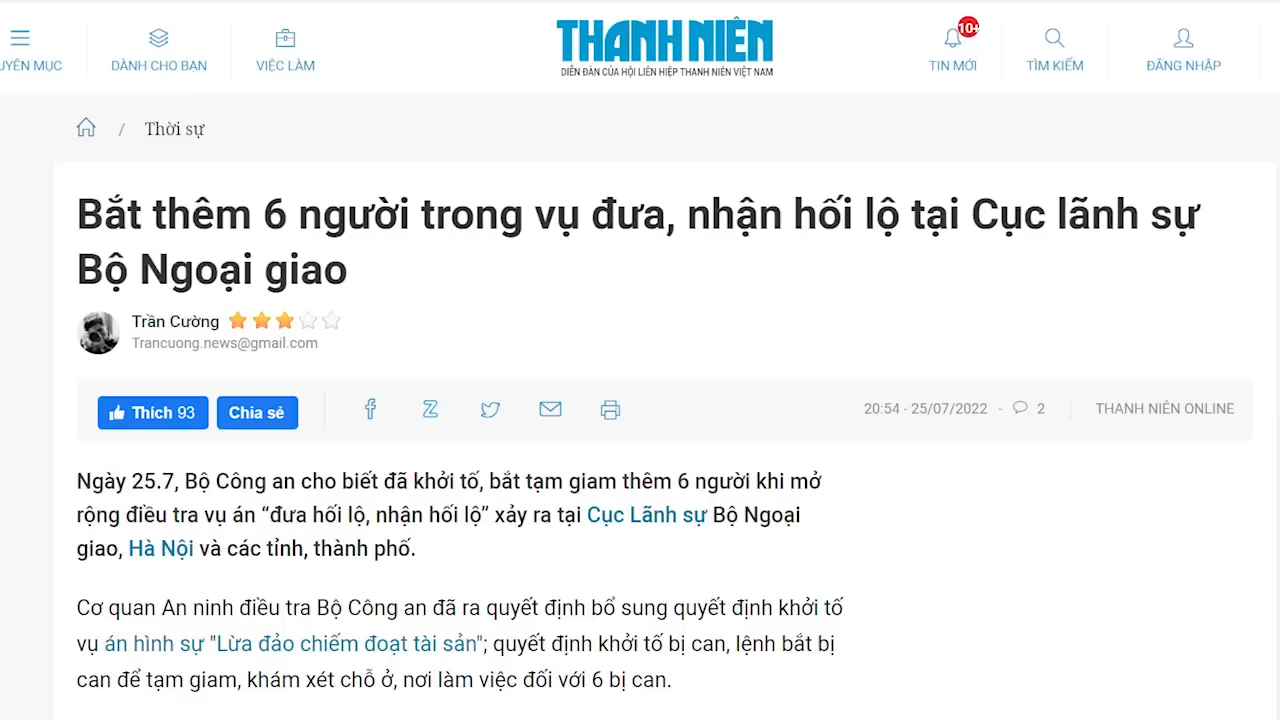 UYÊN MỤC
DÀNH CHO BẠN
VIỆC LÀM
THANH NIÊN
DIỄN ĐÀN CỦA HỘI LIÊN HIỆP THANH NIÊN VIỆT NAM
10+
TIN MỚI
TÌM KIẾM
ĐĂNG NHẬP
/ Thời sự
Bắt thêm 6 người trong vụ đưa, nhận hối lộ tại Cục lãnh sự
Bộ Ngoại giao
Trần Cường
Trancuong.news@gmail.com
Thích 93
Chia sẻ
20:54 - 25/07/2022 - 2
THANH NIÊN ONLINE
Ngày 25.7, Bộ Công an cho biết đã khởi tố, bắt tạm giam thêm 6 người khi mở
rộng điều tra vụ án “đưa hối lộ, nhận hối lộ” xảy ra tại Cục Lãnh sự Bộ Ngoại
giao, Hà Nội và các tỉnh, thành phố.
Cơ quan An ninh điều tra Bộ Công an đã ra quyết định bổ sung quyết định khởi tố
vụ án hình sự "Lừa đảo chiếm đoạt tài sản"; quyết định khởi tố bị can, lệnh bắt bị
can để tạm giam, khám xét chỗ ở, nơi làm việc đối với 6 bị can.